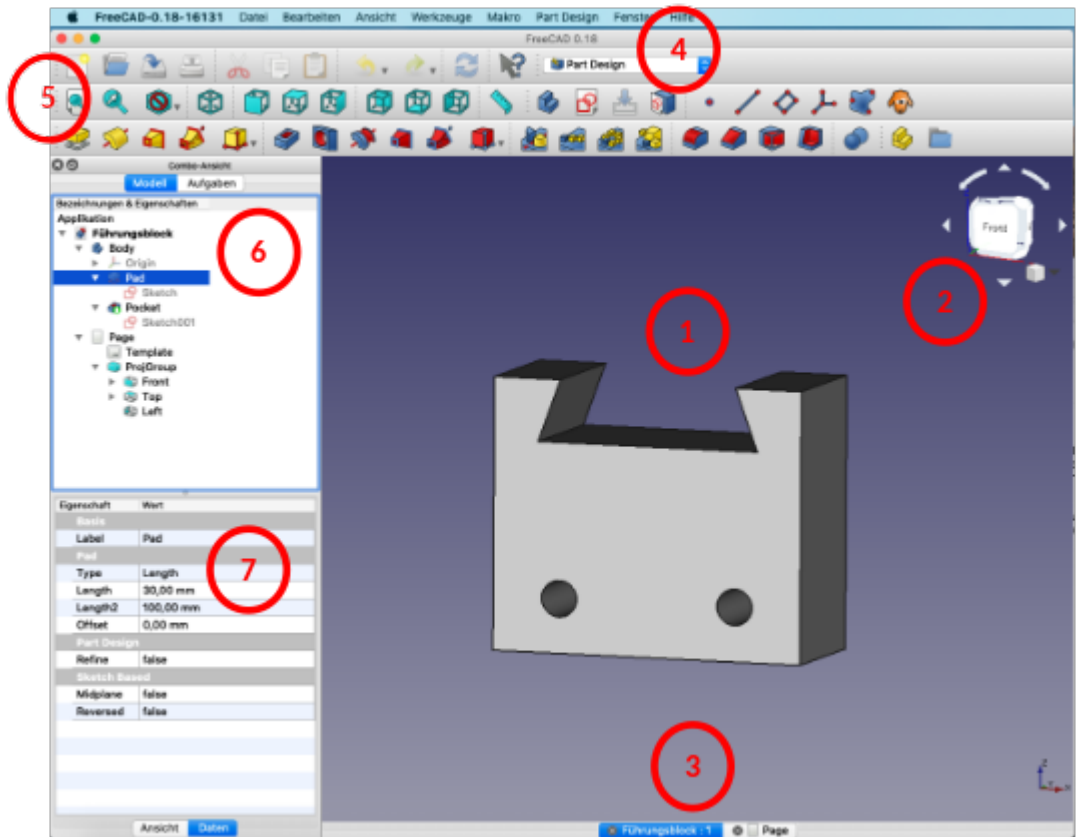 FreeCAD-0.18-16131 Datei Bearbeiten Ansicht Werkzeuge Makro Part Design Fenster Hilfe
FreeCAD 0.18
4
Part Design
5
Combo-Ansicht
Modell Aufgaben
Bezeichnungen & Eigenschaften
Applikation
Führungsblock
Body
Origin
Pad
Sketch
Pocket
Sketch001
Page
Template
ProjGroup
Front
Top
Left
6
Front
2
1
Eigenschaft Wert
Basis
Label Pad
Pad
Type Length
Length 30,00 mm
Length2 100,00 mm
Offset 0,00 mm
Part Design
Refine false
Sketch Based
Midplane false
Reversed false
7
3
Z
Y X
Ansicht Daten
Führungsblock : 1 Page